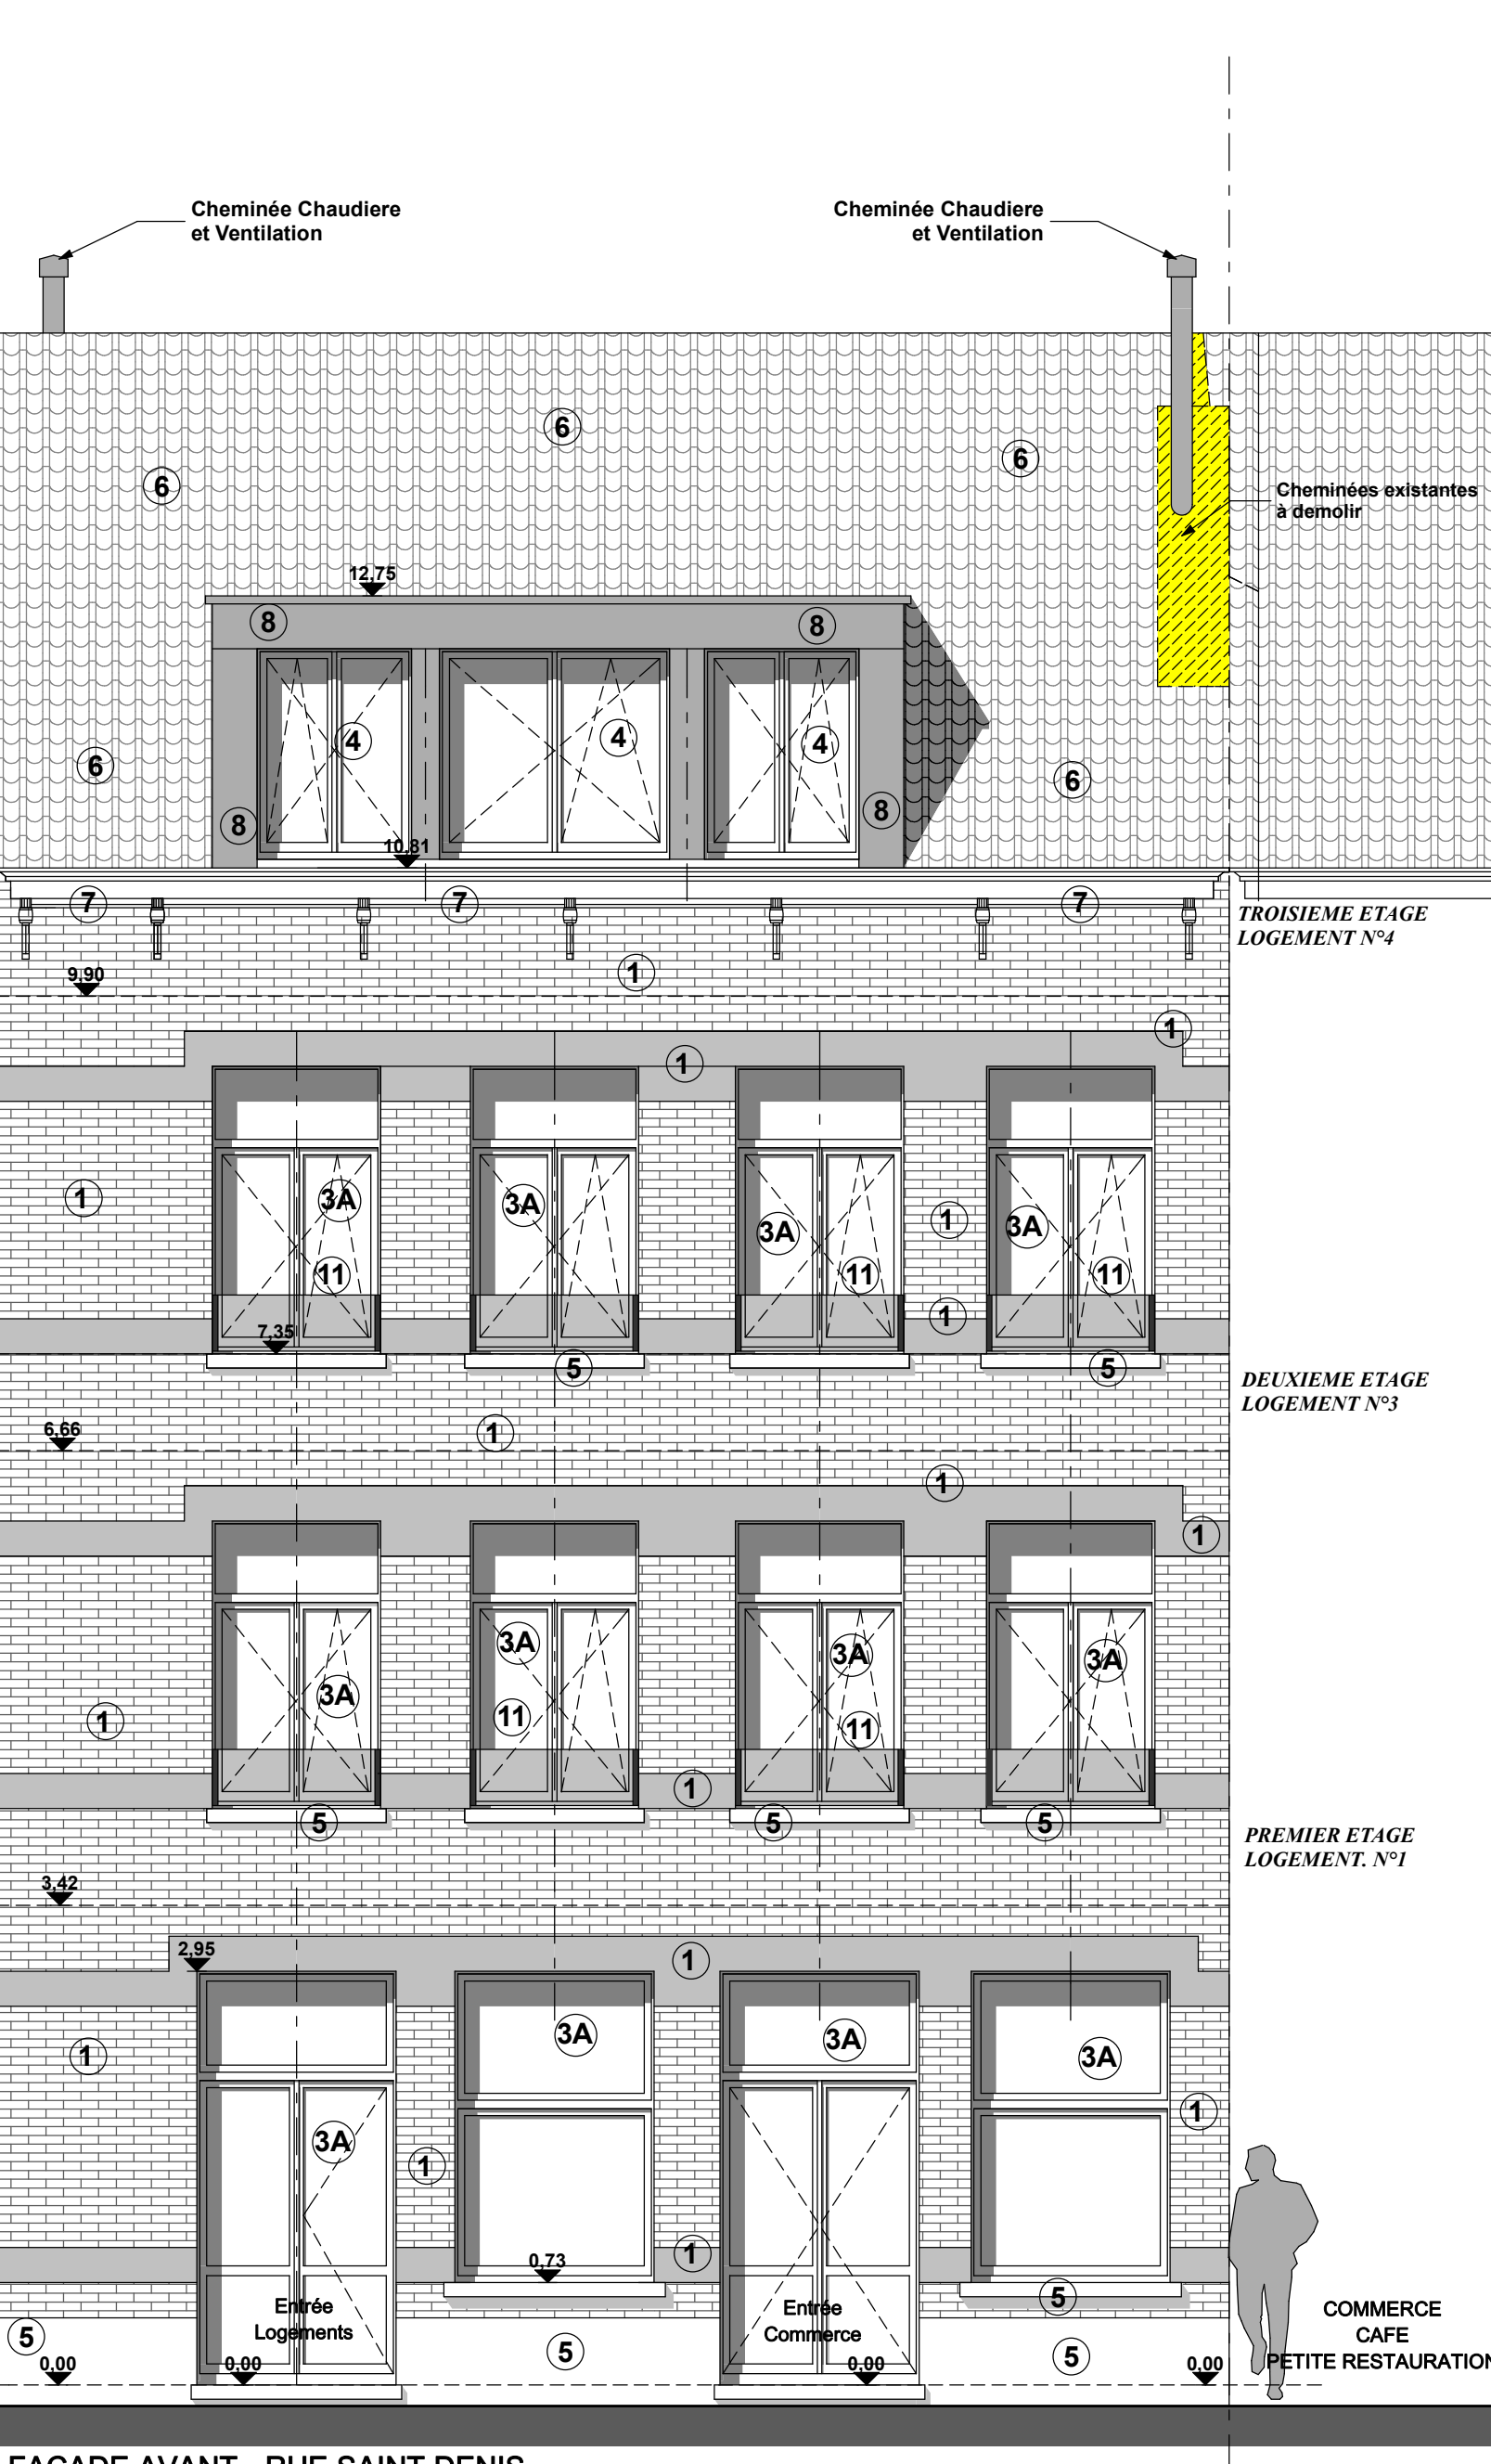 Cheminée Chaudiere
et Ventilation
Cheminée Chaudiere
et Ventilation
6
6
6
Cheminées existantes
à demolir
12,75
8
8
4
4
4
6
6
8
8
10,81
7
7
7
TROISIEME ETAGE
LOGEMENT N°4
1
9,90
1
1
1
3A
3A
3A
1
3A
11
11
11
1
7,35
5
5
DEUXIEME ETAGE
LOGEMENT N°3
6,66
1
1
1
3A
3A
3A
3A
11
11
1
1
5
5
5
PREMIER ETAGE
LOGEMENT. N°1
3,42
2,95
1
3A
3A
3A
1
1
3A
1
1
0,73
5
Entrée
Logements
Entrée
Commerce
5
5
5
COMMERCE
CAFE
PETITE RESTAURATION
0,00
0,00
0,00
0,00
FACADE AVANT - RUE SAINT DENIS